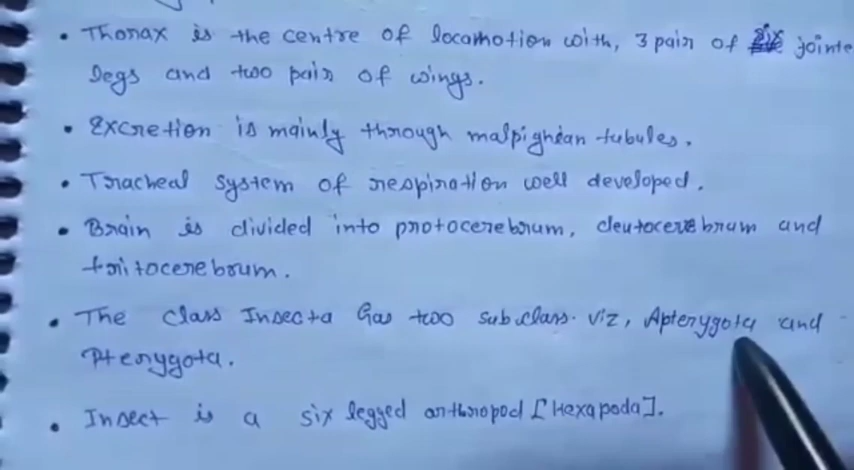 • Thorax is the centre of locomotion with, 3 pair of jointe
legs and two pair of wings.
• Excretion is mainly through malpighian tubules.
• Tracheal system of respiration well developed.
• Brain is divided into protocerebrum, deutocerebrum and
tritocerebrum.
• The class Insecta has two subclass. viz, Apterygota and
Pterygota.
• Insect is a six legged arthropod [Hexapoda].